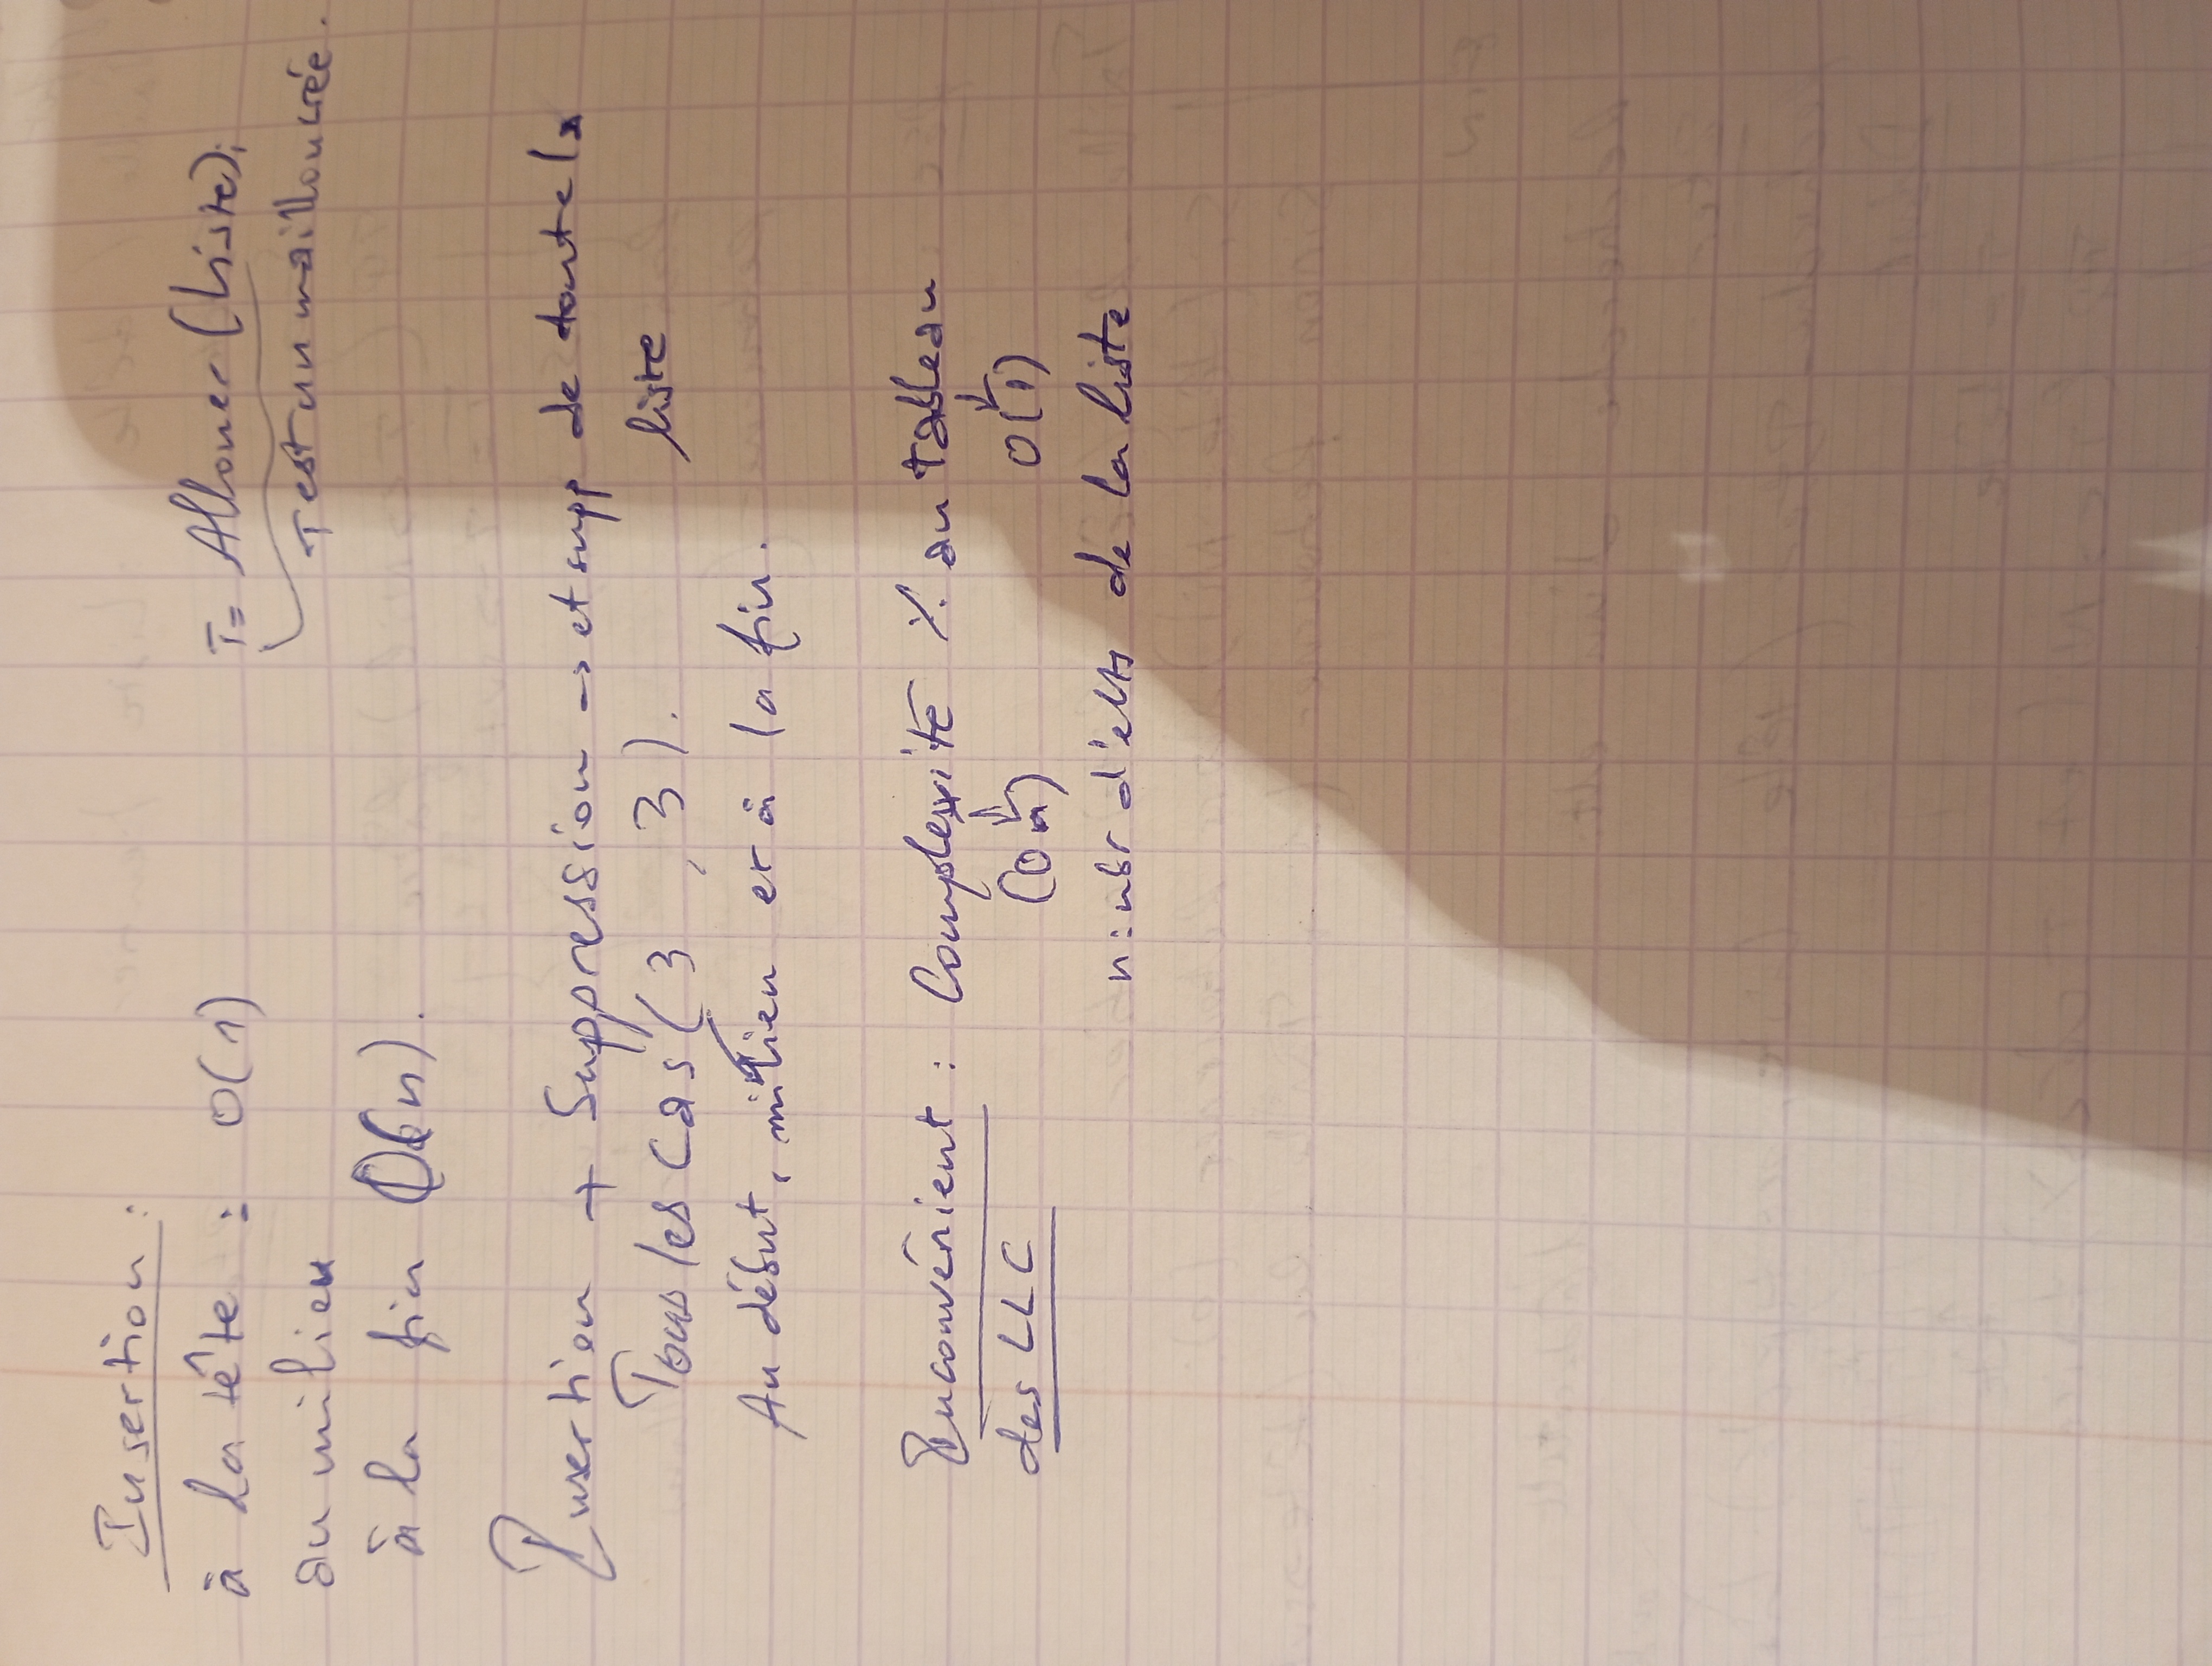 Insertion :
à la tête : O(1)
T = Allouer (Liste);
au milieu
T est un maillon crée.
à la fin O(n).
Insertion + Suppression → et supp de toute la
Tous les cas (3 , 3). liste
Au début, milieu et à la fin.
Inconvénient : Complexité % au tableau
des LLC (On) O(1)
n : nbr d'elts de la liste